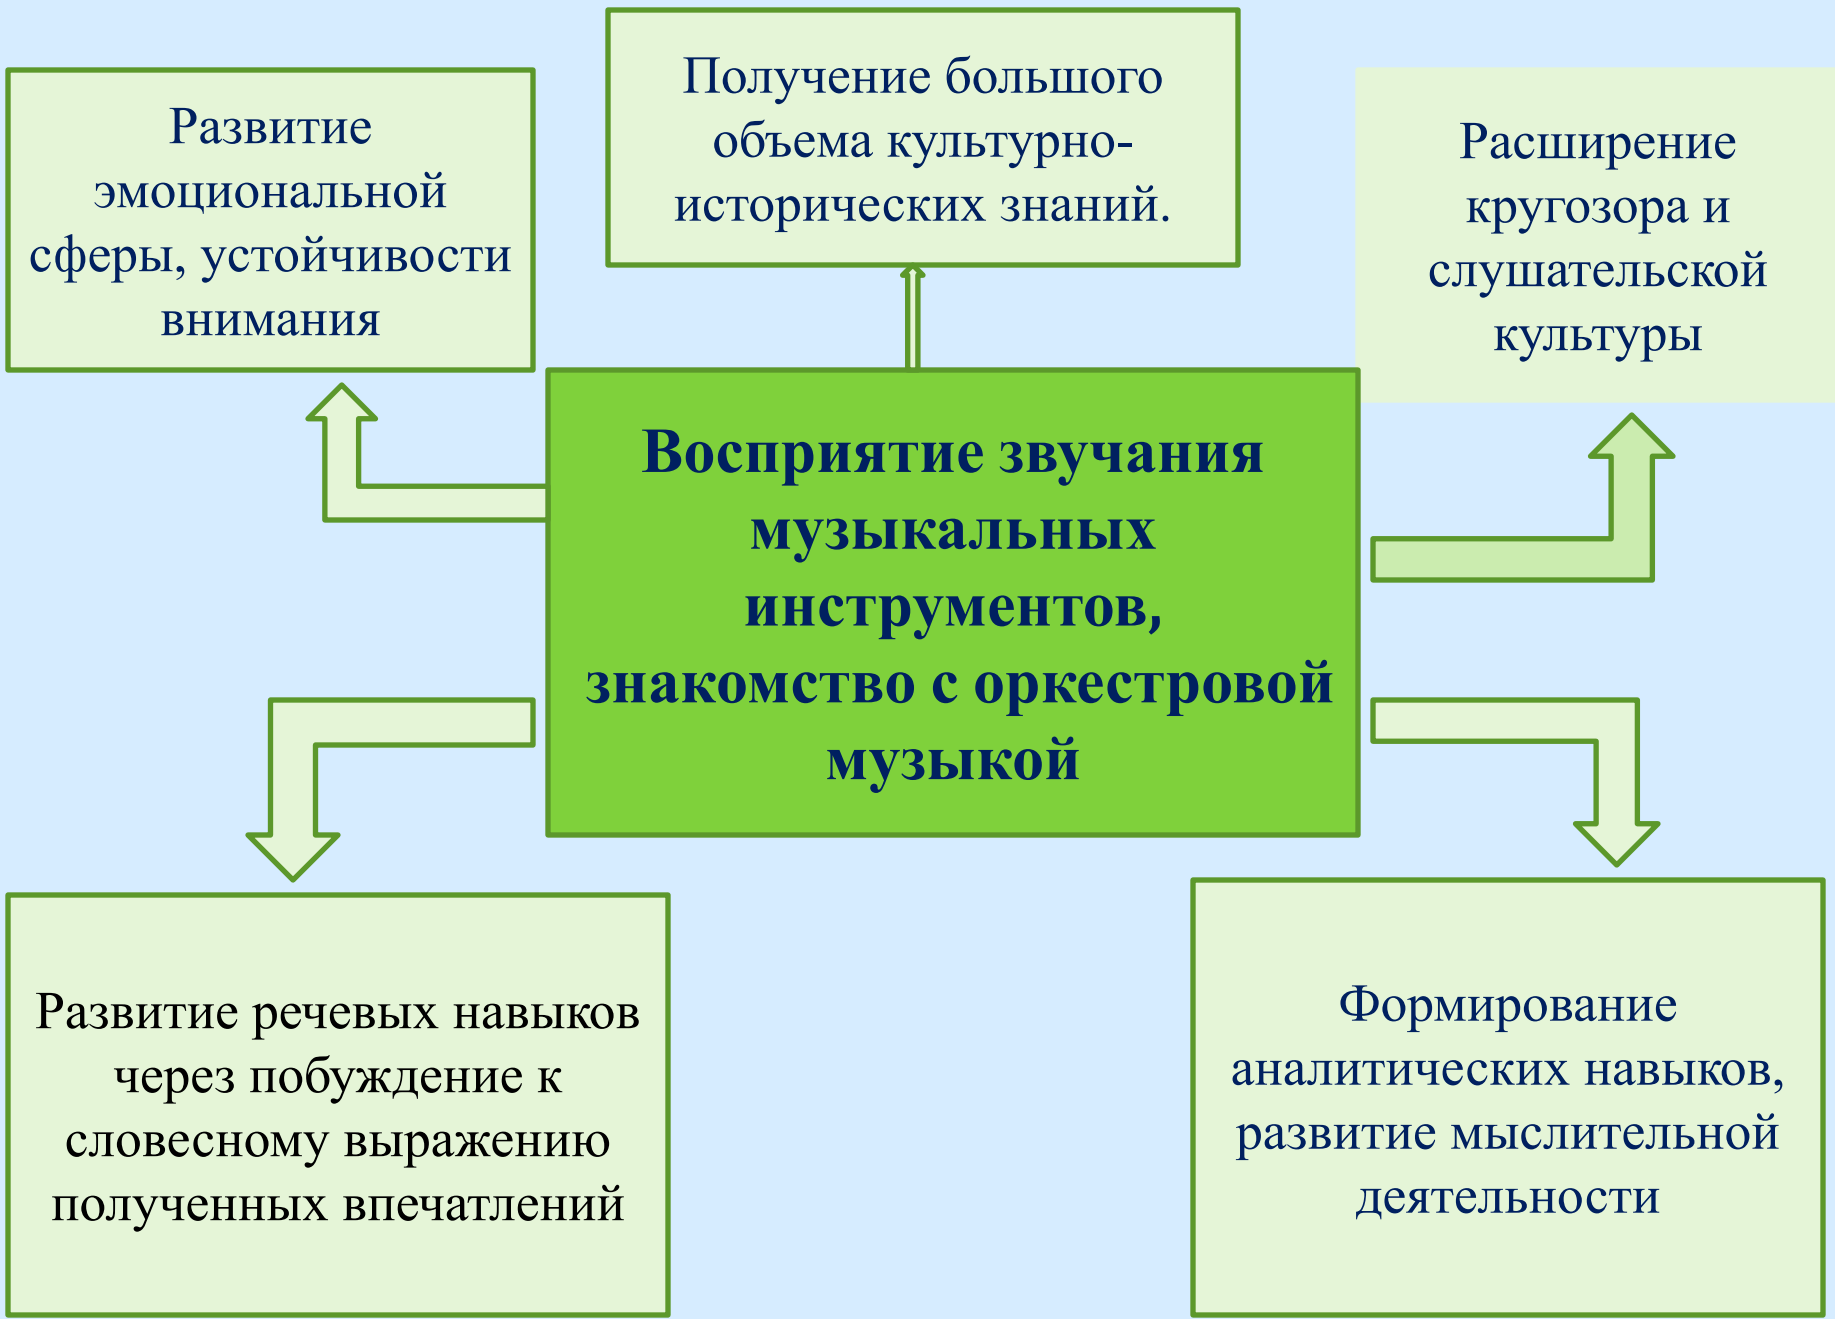 Развитие
эмоциональной
сферы, устойчивости
внимания
Получение большого
объема культурно-
исторических знаний.
Расширение
кругозора и
слушательской
культуры
Восприятие звучания
музыкальных
инструментов,
знакомство с оркестровой
музыкой
Развитие речевых навыков
через побуждение к
словесному выражению
полученных впечатлений
Формирование
аналитических навыков,
развитие мыслительной
деятельности